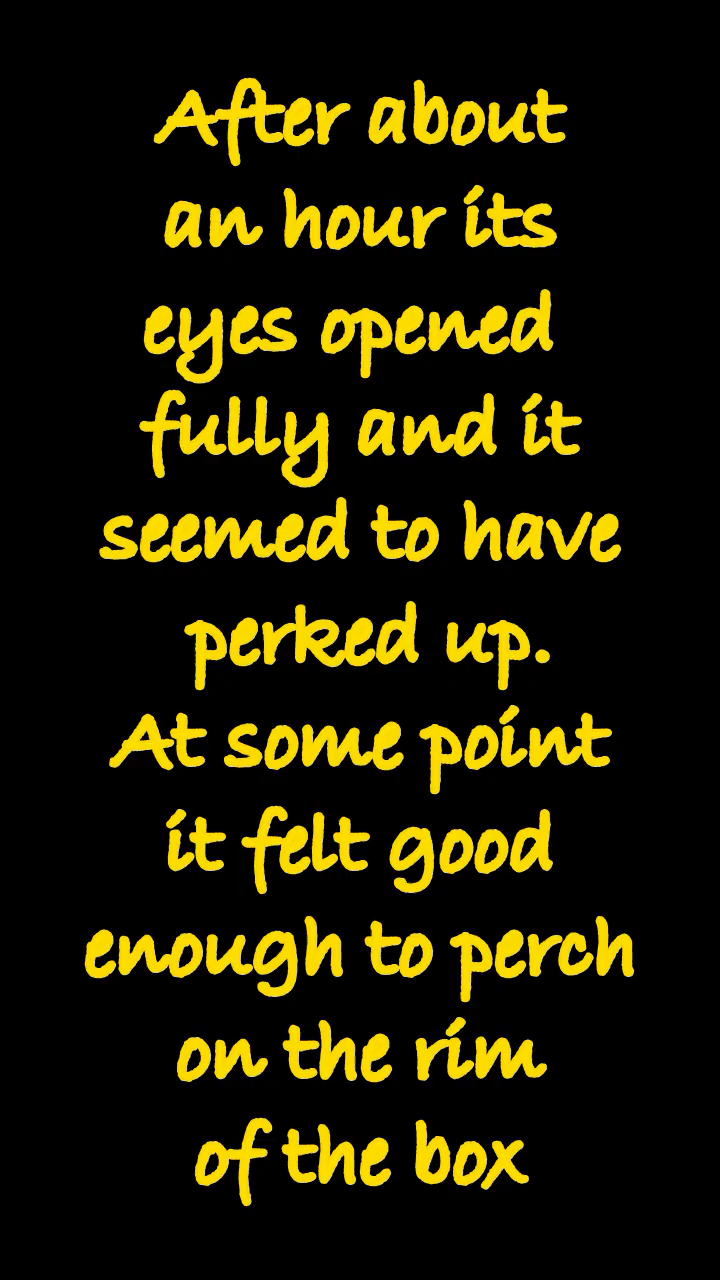 After about
an hour its
eyes opened
fully and it
seemed to have
perked up.
At some point
it felt good
enough to perch
on the rim
of the box